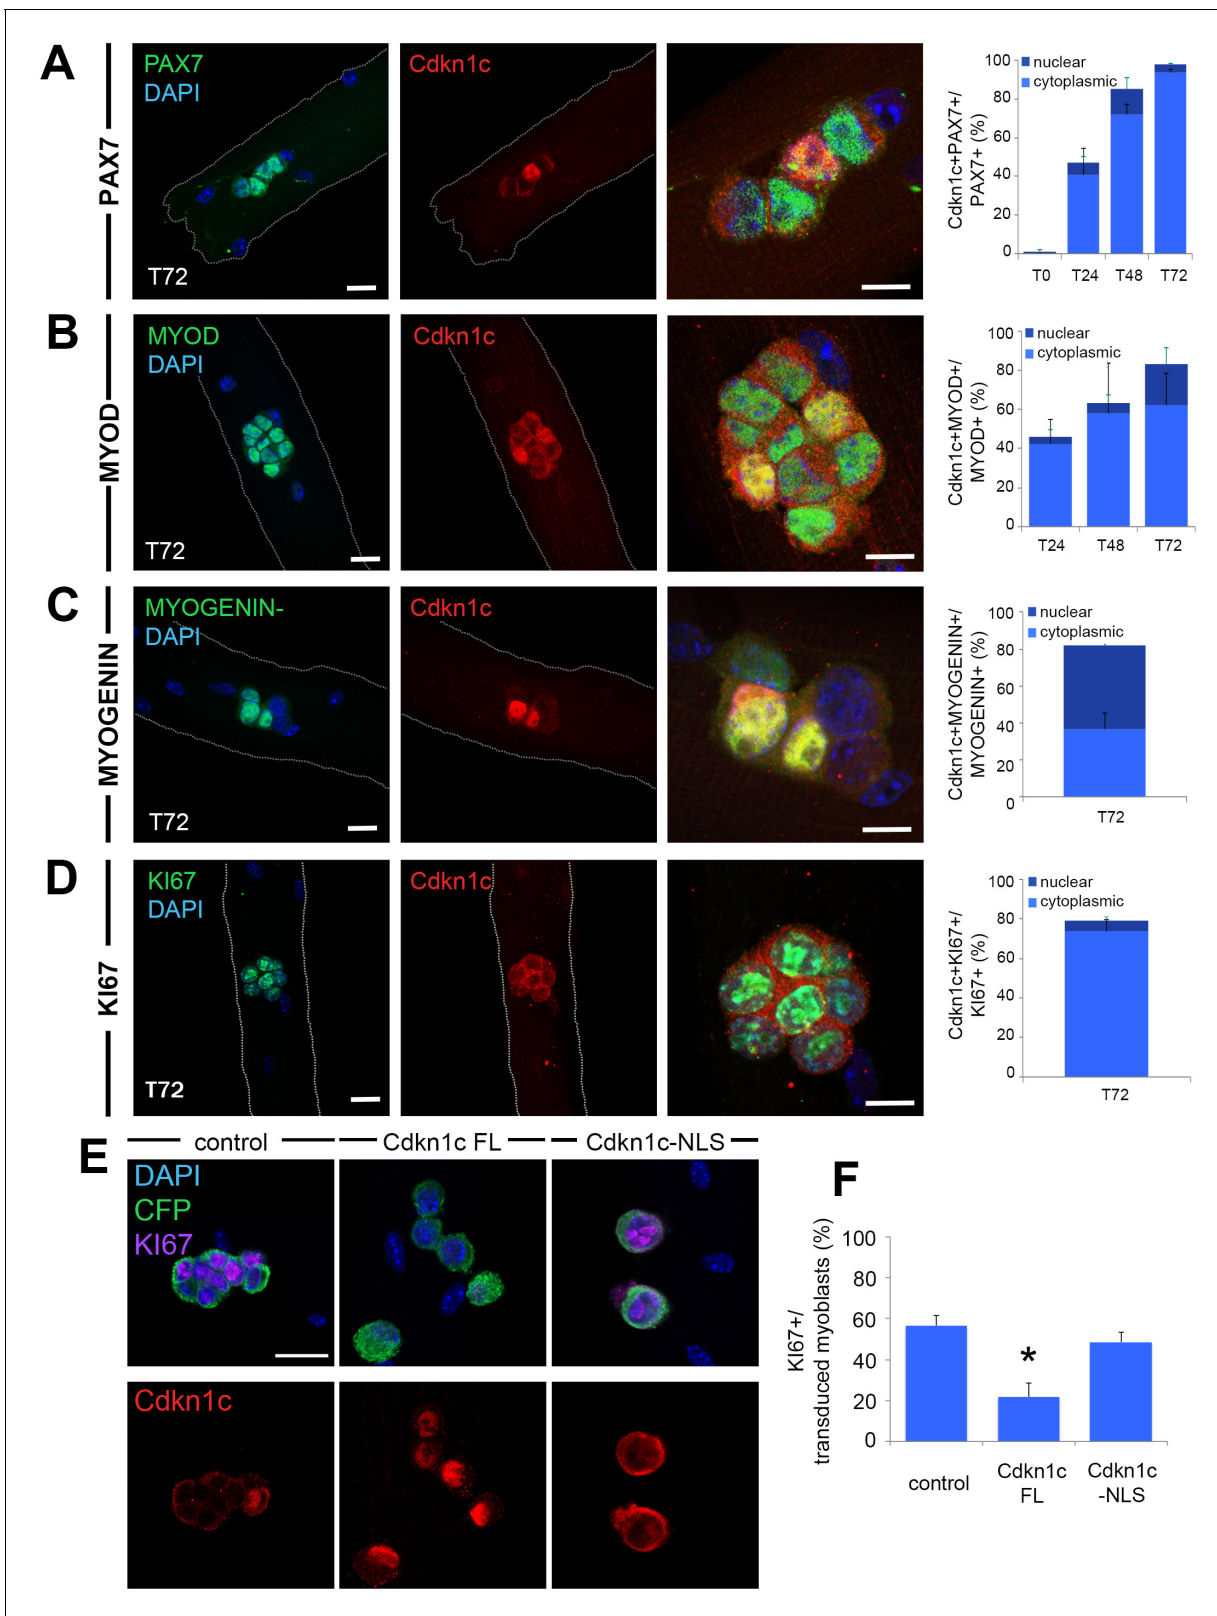 A
PAX7
PAX7
DAPI
T72
Cdkn1c
Cdkn1c+PAX7+/
PAX7+ (%)
nuclear
cytoplasmic
100
80
60
40
20
0
T0 T24 T48 T72
B
MYOD
MYOD
DAPI
T72
Cdkn1c
Cdkn1c+MYOD+/
MYOD+ (%)
nuclear
cytoplasmic
100
80
60
40
20
0
T24 T48 T72
C
MYOGENIN
MYOGENIN-
DAPI
T72
Cdkn1c
Cdkn1c+MYOGENIN+/
MYOGENIN+ (%)
nuclear
cytoplasmic
100
80
60
40
20
0
T72
D
KI67
KI67
DAPI
T72
Cdkn1c
Cdkn1c+KI67+/
KI67+ (%)
nuclear
cytoplasmic
100
80
60
40
20
0
T72
E
control Cdkn1c FL Cdkn1c-NLS
DAPI
CFP
KI67
Cdkn1c
F
KI67+/
transduced myoblasts (%)
100
80
60
40
20
0
*
control
Cdkn1c
FL
Cdkn1c
-NLS